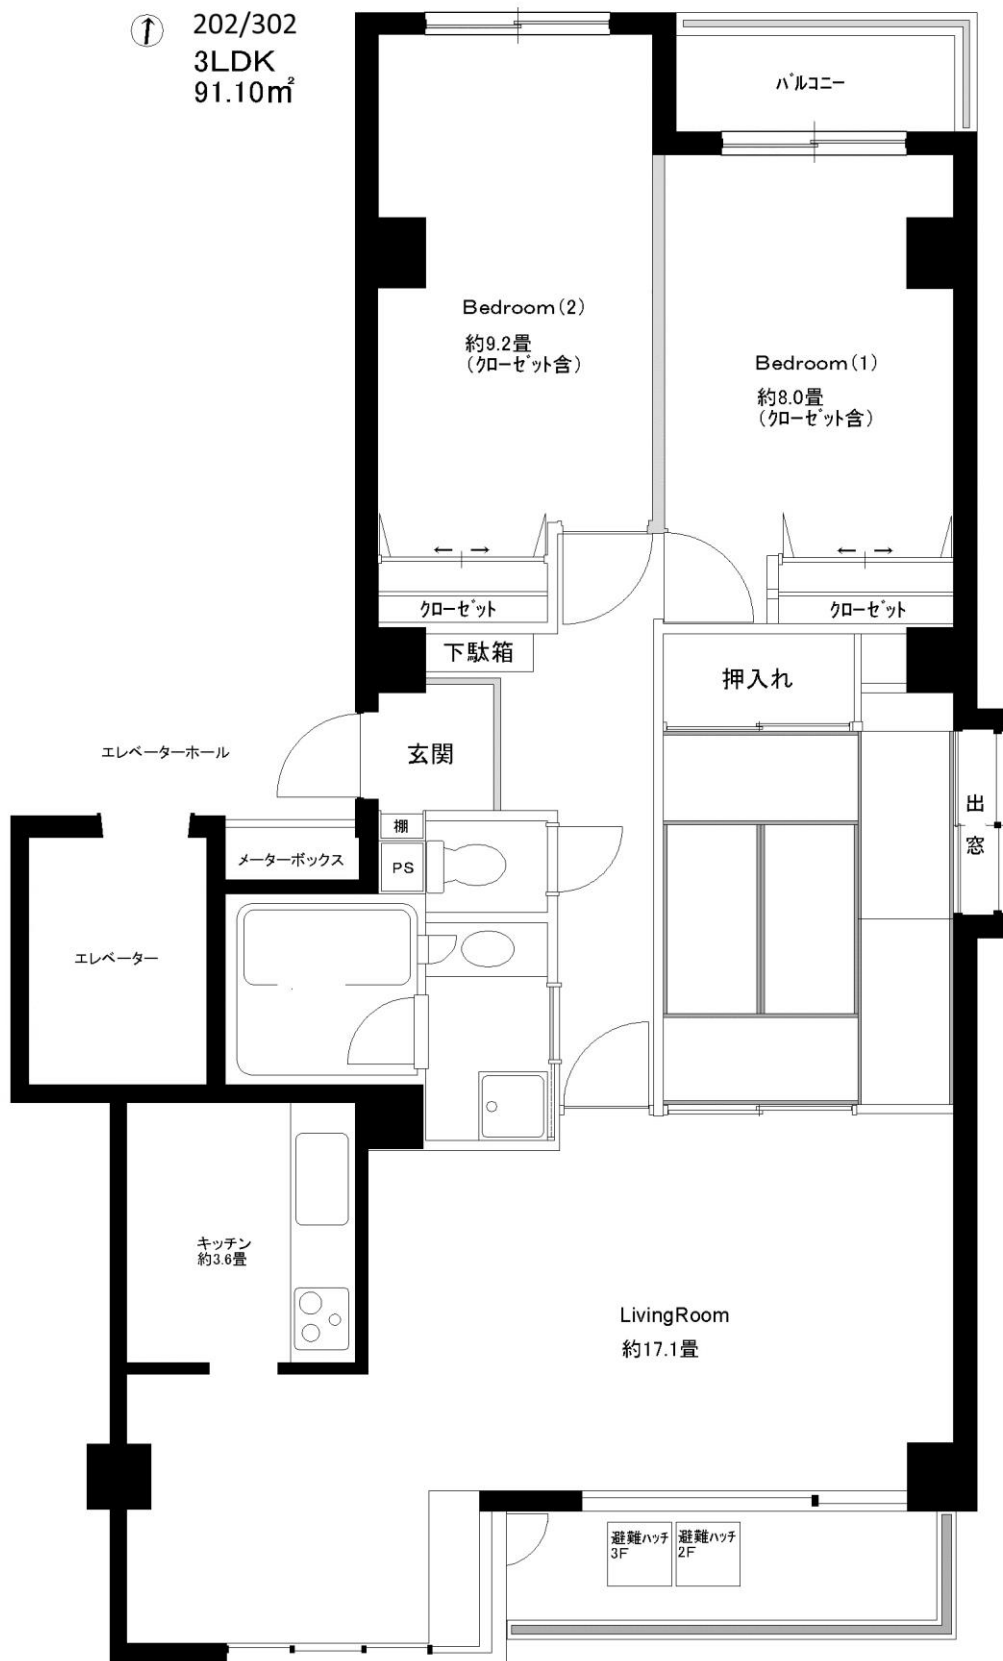 202/302
3LDK
91.10㎡
バルコニー
Bedroom(2)
約9.2畳
(クローゼット含)
Bedroom(1)
約8.0畳
(クローゼット含)
クローゼット
クローゼット
下駄箱
押入れ
エレベーターホール
玄関
出窓
棚
メーターボックス
PS
エレベーター
キッチン
約3.6畳
LivingRoom
約17.1畳
避難ハッチ
3F
避難ハッチ
2F